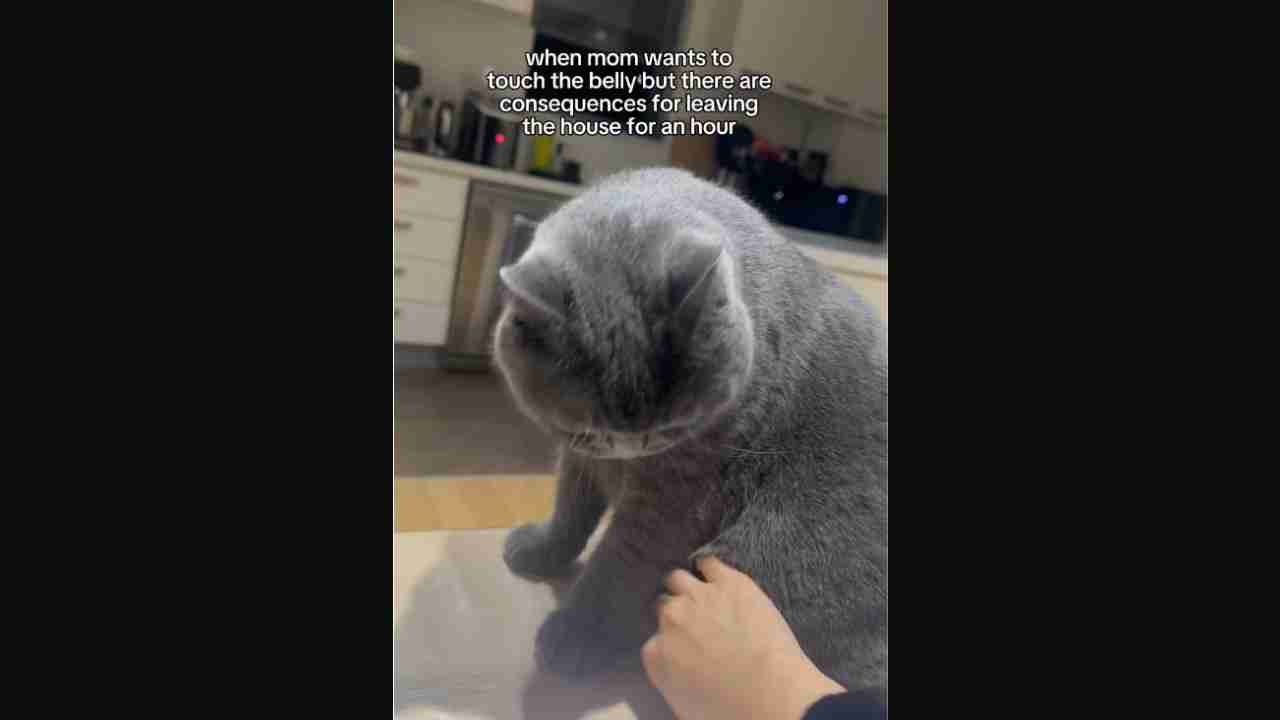 when mom wants to
touch the belly but there are
consequences for leaving
the house for an hour